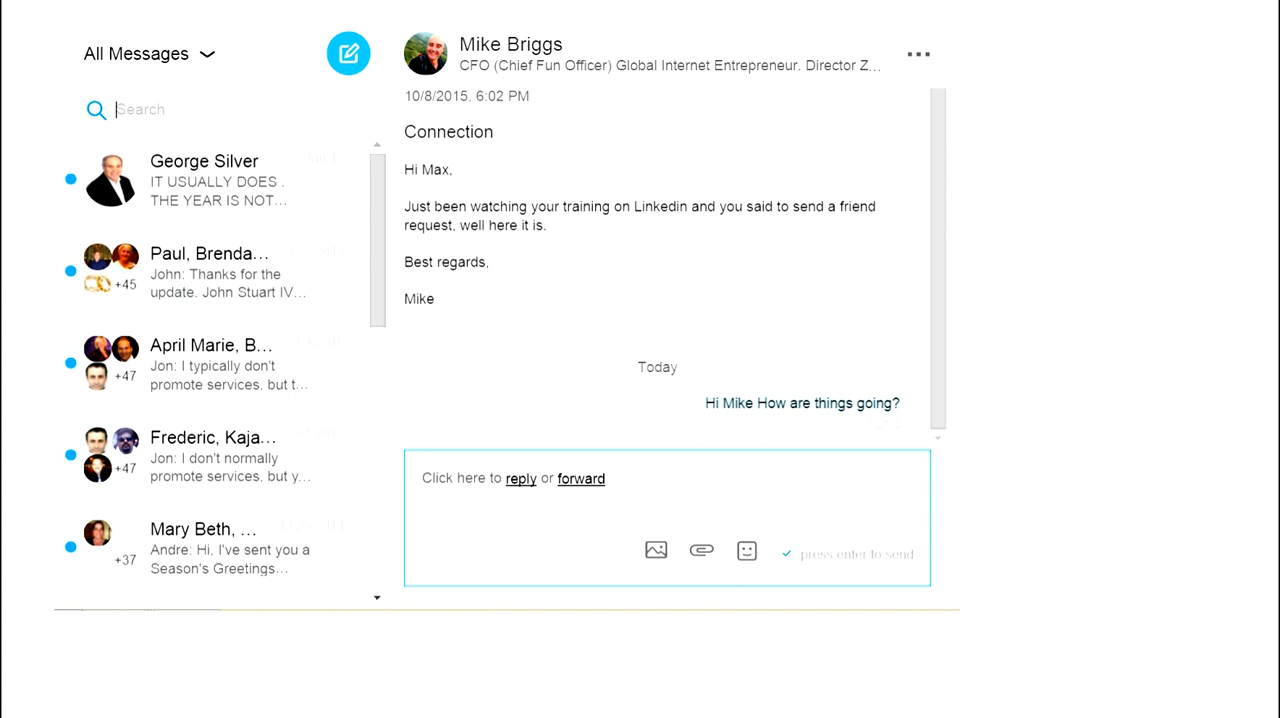 All Messages
Search
George Silver
IT USUALLY DOES .
THE YEAR IS NOT...
Paul, Brenda...
John: Thanks for the
update. John Stuart IV...
+45
April Marie, B...
Jon: I typically don't
promote services, but t...
+47
Frederic, Kaja...
Jon: I don't normally
promote services, but y...
+47
Mary Beth, ...
Andre: Hi, I've sent you a
Season's Greetings...
+37
Mike Briggs
CFO (Chief Fun Officer) Global Internet Entrepreneur. Director Z...
10/8/2015, 6:02 PM
Connection
Hi Max,
Just been watching your training on Linkedin and you said to send a friend
request, well here it is.
Best regards,
Mike
Today
Hi Mike How are things going?
Click here to reply or forward
press enter to send